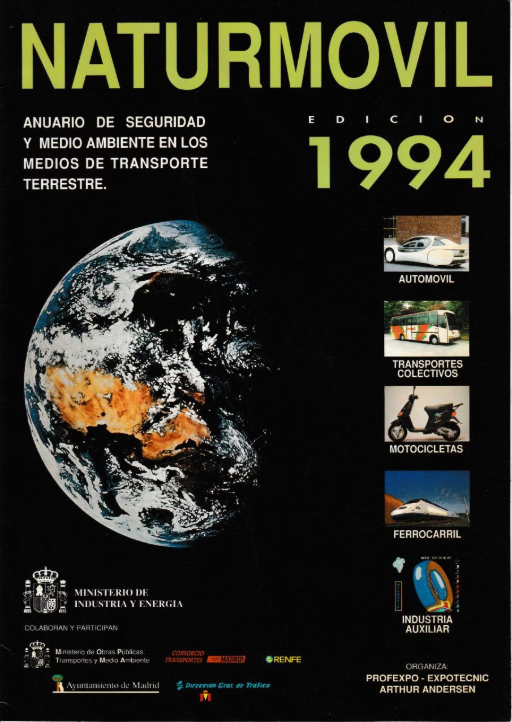 NATURMOVIL
ANUARIO DE SEGURIDAD
Y MEDIO AMBIENTE EN LOS
MEDIOS DE TRANSPORTE
TERRESTRE.
EDICION
1994
AUTOMOVIL
TRANSPORTES
COLECTIVOS
MOTOCICLETAS
FERROCARRIL
INDUSTRIA
AUXILIAR
MINISTERIO DE
INDUSTRIA Y ENERGIA
COLABORAN Y PARTICIPAN
Ministerio de Obras Públicas,
Transportes y Medio Ambiente
CONSORCIO
TRANSPORTES MADRID
RENFE
Ayuntamiento de Madrid
Dirección Gral. de Tráfico
ORGANIZA:
PROFEXPO - EXPOTECNIC
ARTHUR ANDERSEN